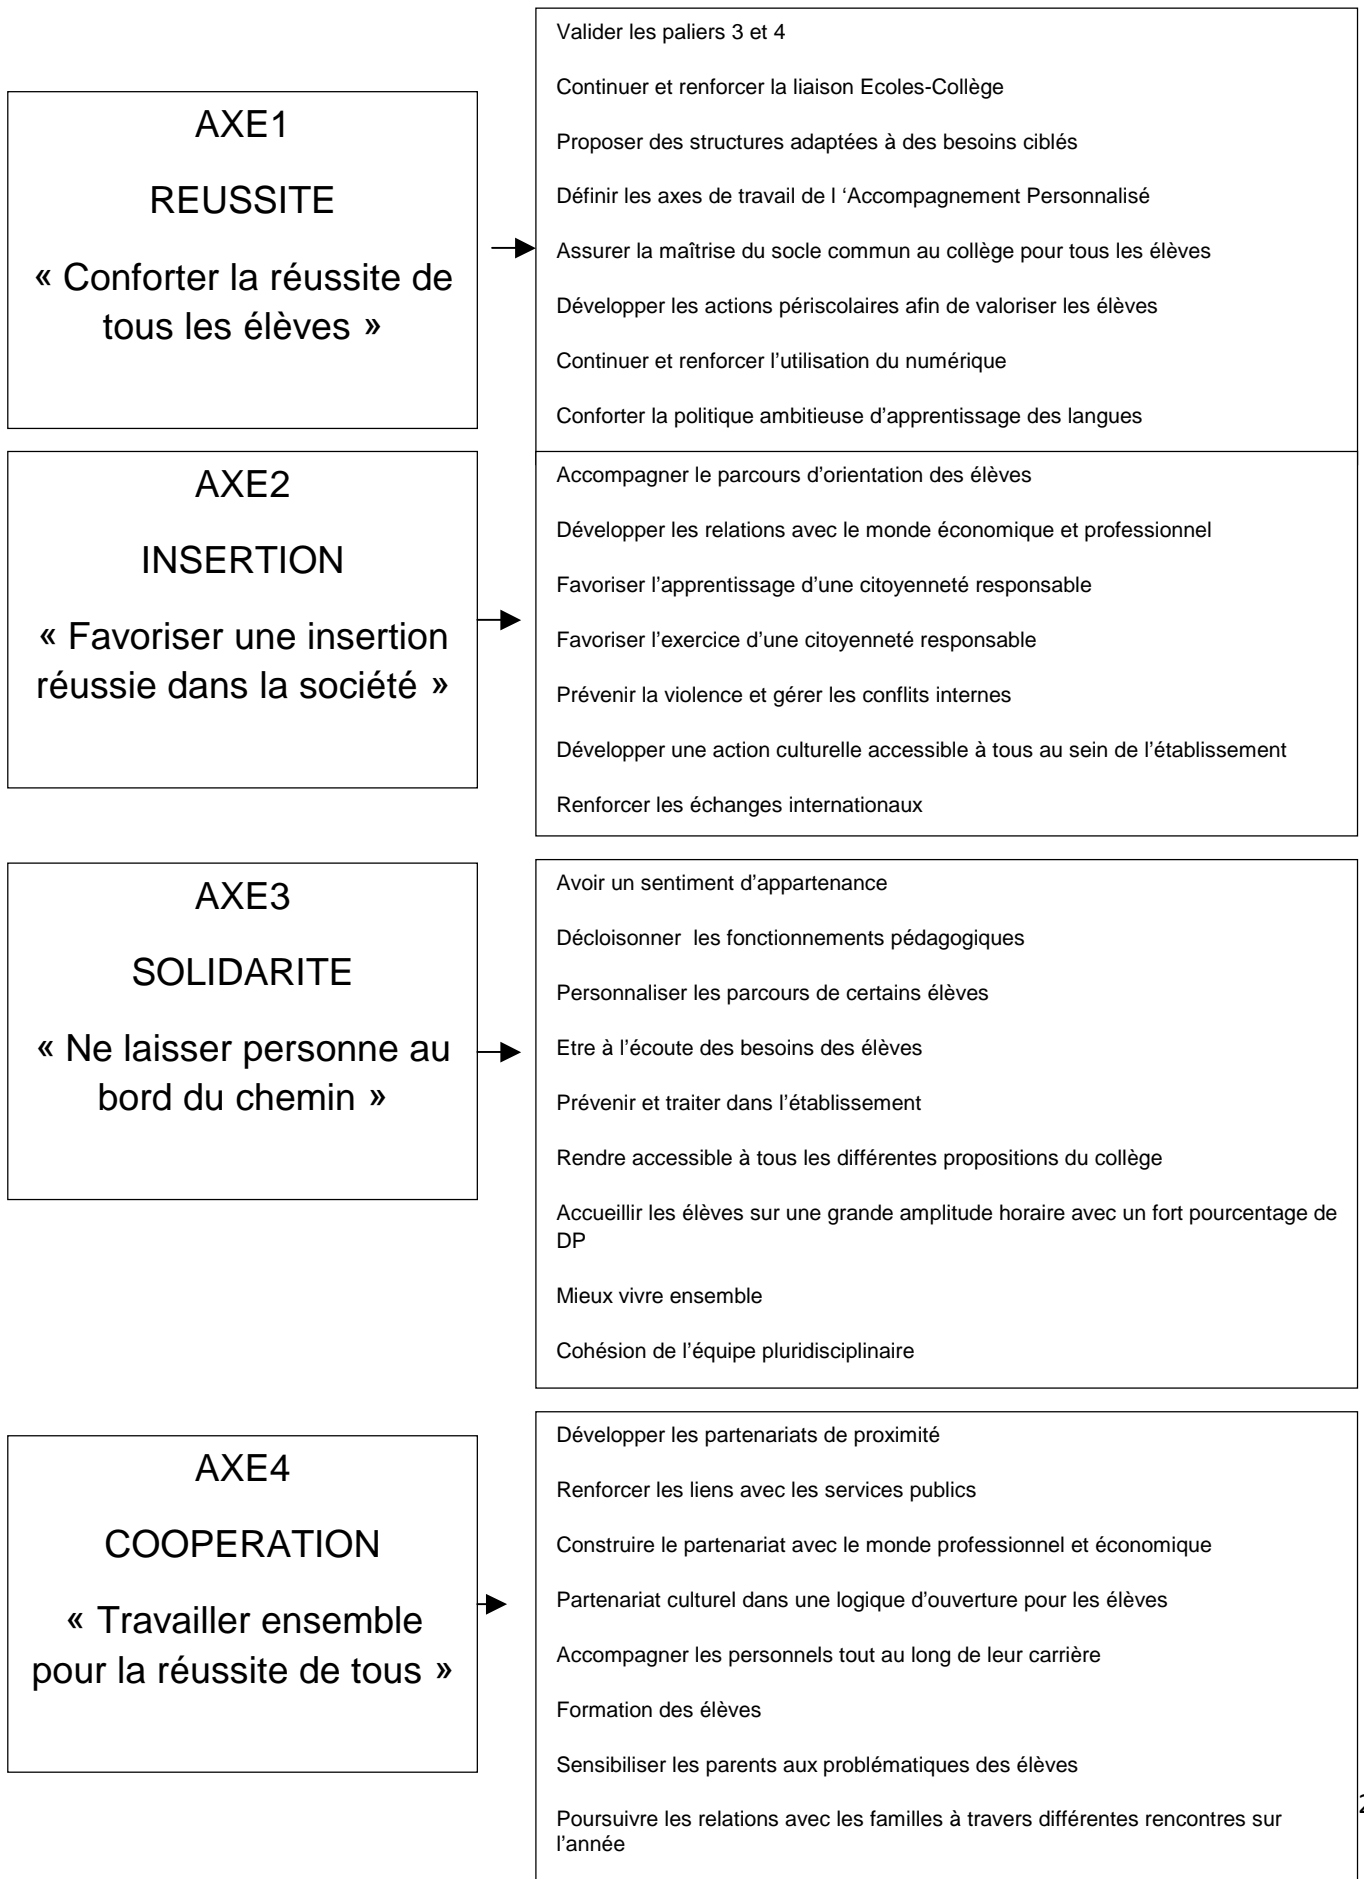 AXE1
REUSSITE
« Conforter la réussite de
tous les élèves »
Valider les paliers 3 et 4
Continuer et renforcer la liaison Ecoles-Collège
Proposer des structures adaptées à des besoins ciblés
Définir les axes de travail de l ‘Accompagnement Personnalisé
Assurer la maîtrise du socle commun au collège pour tous les élèves
Développer les actions périscolaires afin de valoriser les élèves
Continuer et renforcer l’utilisation du numérique
Conforter la politique ambitieuse d’apprentissage des langues
AXE2
INSERTION
« Favoriser une insertion
réussie dans la société »
Accompagner le parcours d’orientation des élèves
Développer les relations avec le monde économique et professionnel
Favoriser l’apprentissage d’une citoyenneté responsable
Favoriser l’exercice d’une citoyenneté responsable
Prévenir la violence et gérer les conflits internes
Développer une action culturelle accessible à tous au sein de l’établissement
Renforcer les échanges internationaux
AXE3
SOLIDARITE
« Ne laisser personne au
bord du chemin »
Avoir un sentiment d’appartenance
Décloisonner  les fonctionnements pédagogiques
Personnaliser les parcours de certains élèves
Etre à l’écoute des besoins des élèves
Prévenir et traiter dans l’établissement
Rendre accessible à tous les différentes propositions du collège
Accueillir les élèves sur une grande amplitude horaire avec un fort pourcentage de
DP
Mieux vivre ensemble
Cohésion de l’équipe pluridisciplinaire
AXE4
COOPERATION
« Travailler ensemble
pour la réussite de tous »
Développer les partenariats de proximité
Renforcer les liens avec les services publics
Construire le partenariat avec le monde professionnel et économique
Partenariat culturel dans une logique d’ouverture pour les élèves
Accompagner les personnels tout au long de leur carrière
Formation des élèves
Sensibiliser les parents aux problématiques des élèves
Poursuivre les relations avec les familles à travers différentes rencontres sur
l’année